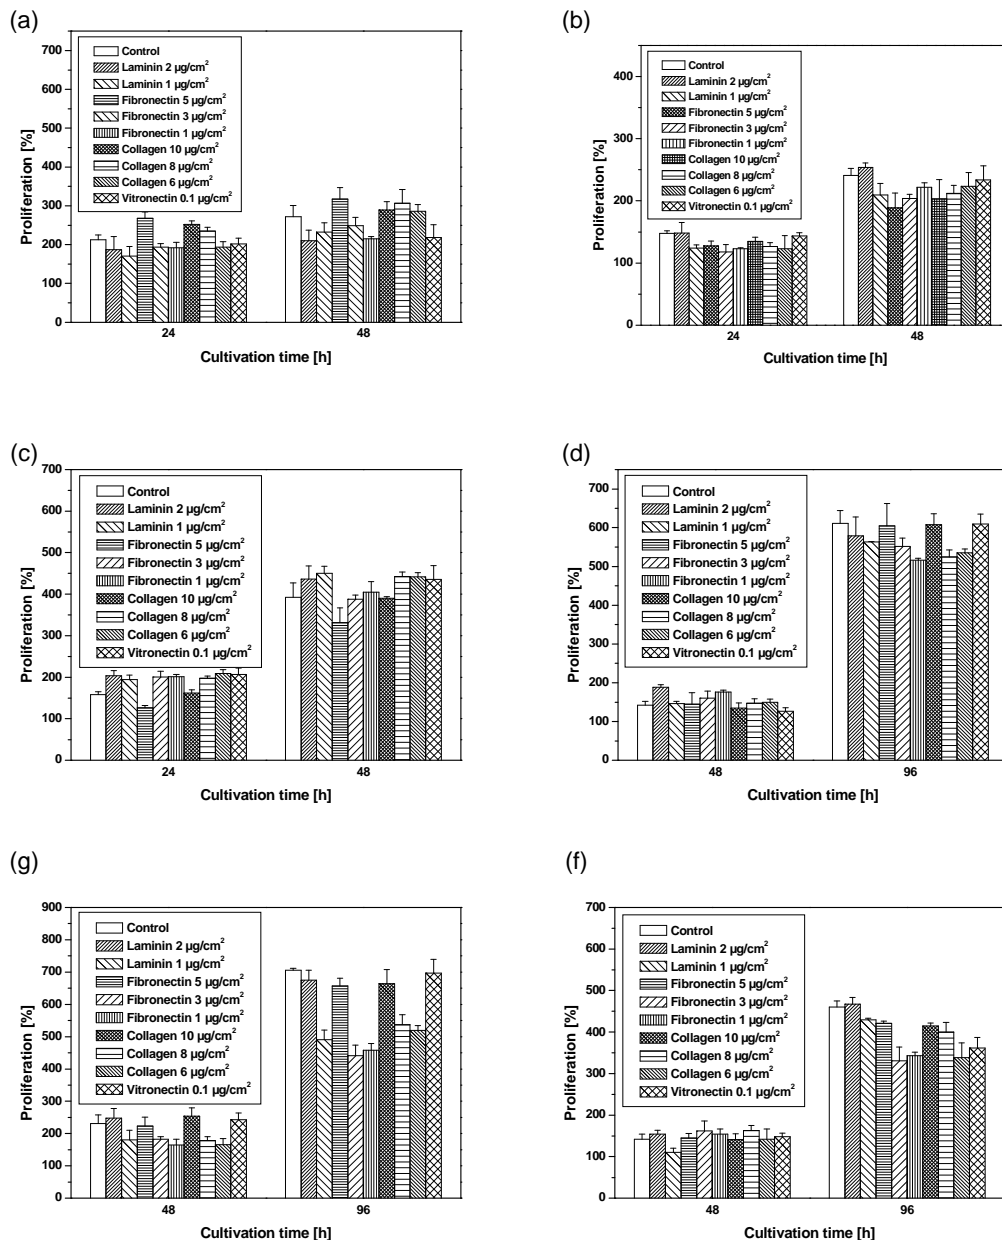 (a)
Proliferation [%]
700
600
500
400
300
200
100
0
Control
Laminin 2 µg/cm²
Laminin 1 µg/cm²
Fibronectin 5 µg/cm²
Fibronectin 3 µg/cm²
Fibronectin 1 µg/cm²
Collagen 10 µg/cm²
Collagen 8 µg/cm²
Collagen 6 µg/cm²
Vitronectin 0.1 µg/cm²
24 48
Cultivation time [h]
(b)
Proliferation [%]
400
300
200
100
0
Control
Laminin 2 µg/cm²
Laminin 1 µg/cm²
Fibronectin 5 µg/cm²
Fibronectin 3 µg/cm²
Fibronectin 1 µg/cm²
Collagen 10 µg/cm²
Collagen 8 µg/cm²
Collagen 6 µg/cm²
Vitronectin 0.1 µg/cm²
24 48
Cultivation time [h]
(c)
Proliferation [%]
700
600
500
400
300
200
100
0
Control
Laminin 2 µg/cm²
Laminin 1 µg/cm²
Fibronectin 5 µg/cm²
Fibronectin 3 µg/cm²
Fibronectin 1 µg/cm²
Collagen 10 µg/cm²
Collagen 8 µg/cm²
Collagen 6 µg/cm²
Vitronectin 0.1 µg/cm²
24 48
Cultivation time [h]
(d)
Proliferation [%]
700
600
500
400
300
200
100
0
Control
Laminin 2 µg/cm²
Laminin 1 µg/cm²
Fibronectin 5 µg/cm²
Fibronectin 3 µg/cm²
Fibronectin 1 µg/cm²
Collagen 10 µg/cm²
Collagen 8 µg/cm²
Collagen 6 µg/cm²
Vitronectin 0.1 µg/cm²
48 96
Cultivation time [h]
(g)
Proliferation [%]
900
800
700
600
500
400
300
200
100
0
Control
Laminin 2 µg/cm²
Laminin 1 µg/cm²
Fibronectin 5 µg/cm²
Fibronectin 3 µg/cm²
Fibronectin 1 µg/cm²
Collagen 10 µg/cm²
Collagen 8 µg/cm²
Collagen 6 µg/cm²
Vitronectin 0.1 µg/cm²
48 96
Cultivation time [h]
(f)
Proliferation [%]
700
600
500
400
300
200
100
0
Control
Laminin 2 µg/cm²
Laminin 1 µg/cm²
Fibronectin 5 µg/cm²
Fibronectin 3 µg/cm²
Fibronectin 1 µg/cm²
Collagen 10 µg/cm²
Collagen 8 µg/cm²
Collagen 6 µg/cm²
Vitronectin 0.1 µg/cm²
48 96
Cultivation time [h]